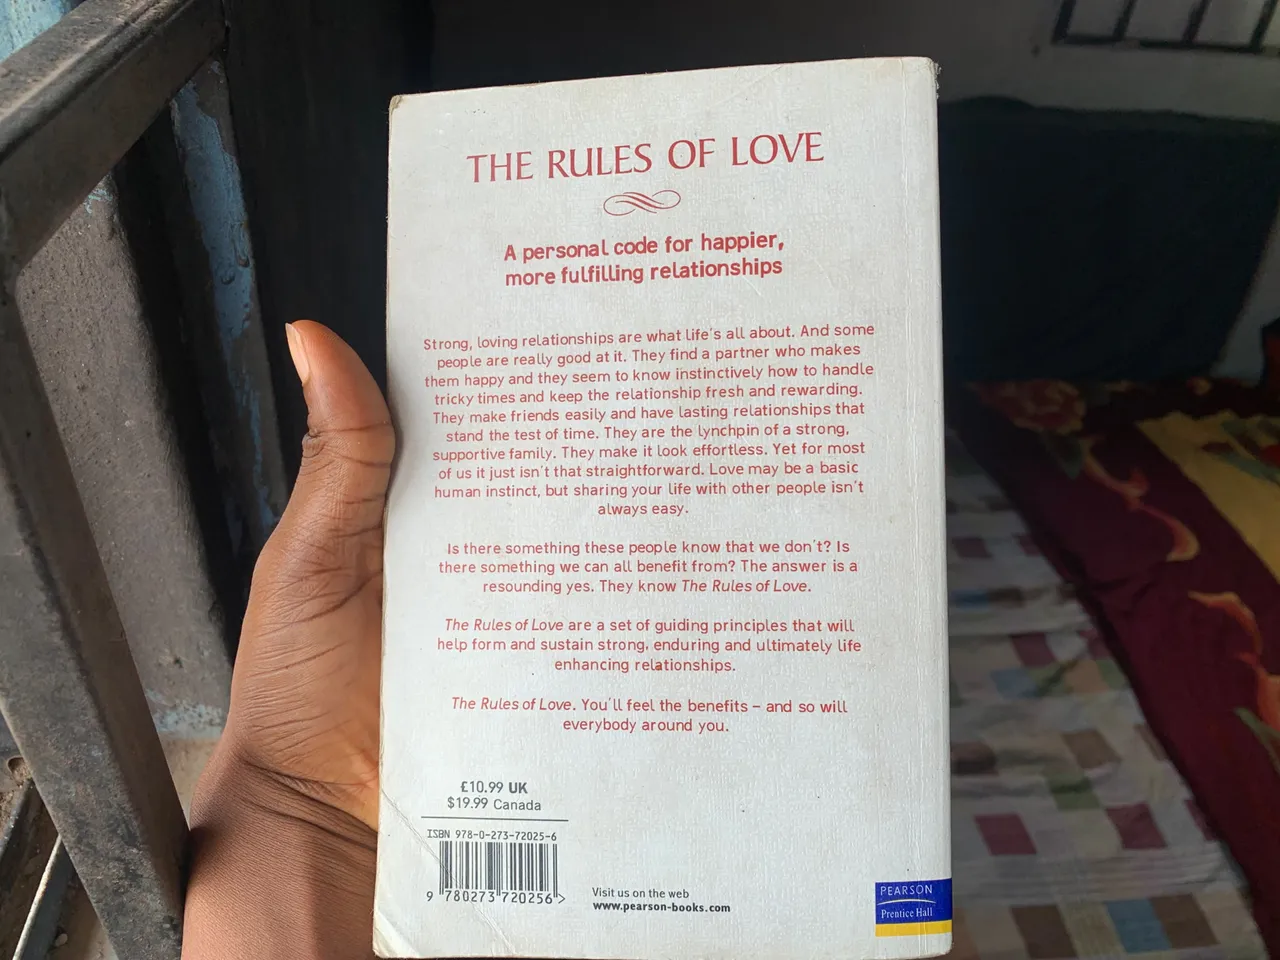 THE RULES OF LOVE
A personal code for happier,
more fulfilling relationships
Strong, loving relationships are what life's all about. And some
people are really good at it. They find a partner who makes
them happy and they seem to know instinctively how to handle
tricky times and keep the relationship fresh and rewarding.
They make friends easily and have lasting relationships that
stand the test of time. They are the lynchpin of a strong,
supportive family. They make it look effortless. Yet for most
of us it just isn't that straightforward. Love may be a basic
human instinct, but sharing your life with other people isn't
always easy.
Is there something these people know that we don't? Is
there something we can all benefit from? The answer is a
resounding yes. They know The Rules of Love.
The Rules of Love are a set of guiding principles that will
help form and sustain strong, enduring and ultimately life
enhancing relationships.
The Rules of Love. You'll feel the benefits – and so will
everybody around you.
£10.99 UK
$19.99 Canada
ISBN 978-0-273-72025-6
9 780273 720256 >
Visit us on the web
www.pearson-books.com
PEARSON
Prentice Hall